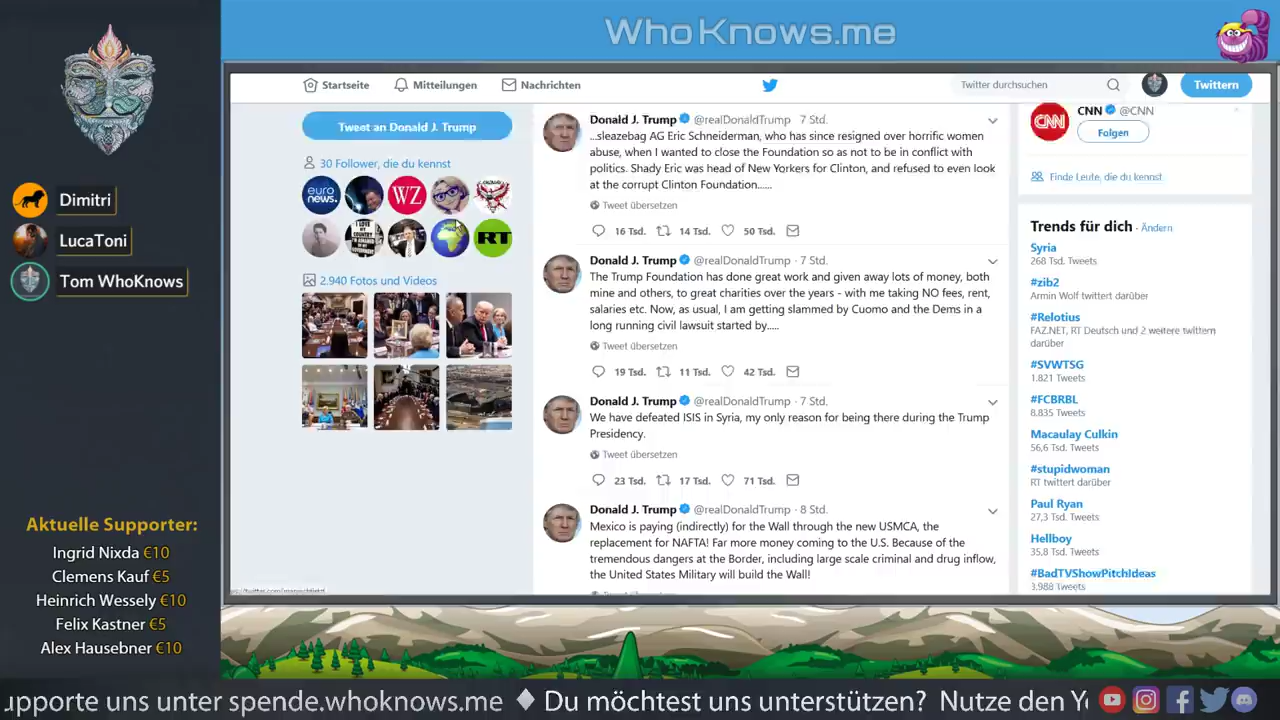 WhoKnows.me
Startseite
Mitteilungen
Nachrichten
Twitter durchsuchen
Twittern
Tweet an Donald J. Trump
30 Follower, die du kennst
euro
news.
WZ
RT
2.940 Fotos und Videos
Donald J. Trump @realDonaldTrump · 7 Std.
...sleazebag AG Eric Schneiderman, who has since resigned over horrific women
abuse, when I wanted to close the Foundation so as not to be in conflict with
politics. Shady Eric was head of New Yorkers for Clinton, and refused to even look
at the corrupt Clinton Foundation......
Tweet übersetzen
16 Tsd. 14 Tsd. 50 Tsd.
Donald J. Trump @realDonaldTrump · 7 Std.
The Trump Foundation has done great work and given away lots of money, both
mine and others, to great charities over the years - with me taking NO fees, rent,
salaries etc. Now, as usual, I am getting slammed by Cuomo and the Dems in a
long running civil lawsuit started by.....
Tweet übersetzen
19 Tsd. 11 Tsd. 42 Tsd.
Donald J. Trump @realDonaldTrump · 7 Std.
We have defeated ISIS in Syria, my only reason for being there during the Trump
Presidency.
Tweet übersetzen
23 Tsd. 17 Tsd. 71 Tsd.
Donald J. Trump @realDonaldTrump · 8 Std.
Mexico is paying (indirectly) for the Wall through the new USMCA, the
replacement for NAFTA! Far more money coming to the U.S. Because of the
tremendous dangers at the Border, including large scale criminal and drug inflow,
the United States Military will build the Wall!
CNN
CNN @CNN
Folgen
Finde Leute, die du kennst
Trends für dich · Ändern
Syria
268 Tsd. Tweets
#zib2
Armin Wolf twittert darüber
#Relotius
FAZ.NET, RT Deutsch und 2 weitere twittern
darüber
#SVWTSG
1.821 Tweets
#FCBRBL
8.835 Tweets
Macaulay Culkin
56,6 Tsd. Tweets
#stupidwoman
RT twittert darüber
Paul Ryan
27,3 Tsd. Tweets
Hellboy
35,8 Tsd. Tweets
#BadTVShowPitchIdeas
3.988 Tweets
Dimitri
LucaToni
Tom WhoKnows
Aktuelle Supporter:
Ingrid Nixda €10
Clemens Kauf €5
Heinrich Wessely €10
Felix Kastner €5
Alex Hausebner €10
upporte uns unter spende.whoknows.me ♦ Du möchtest uns unterstützen? Nutze den